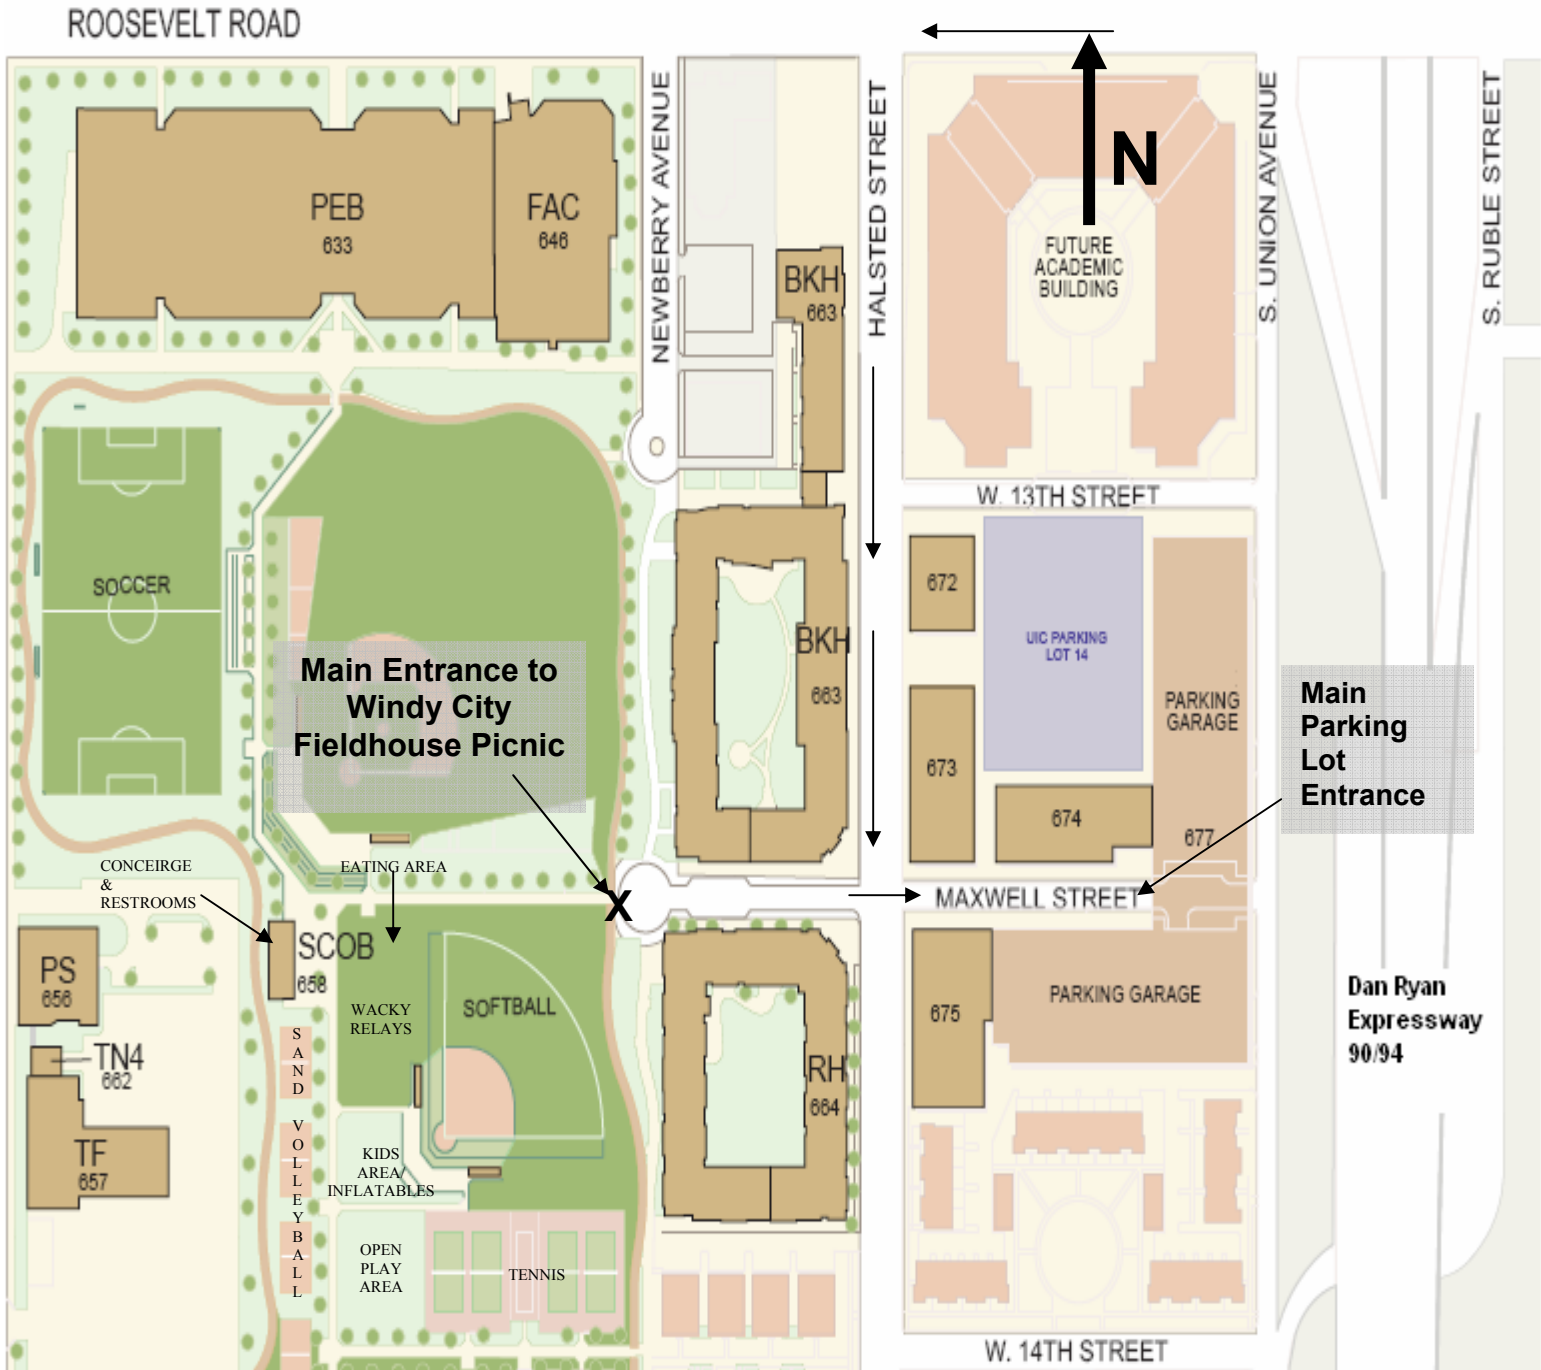 ROOSEVELT ROAD
NEWBERRY AVENUE
HALSTED STREET
S. UNION AVENUE
S. RUBLE STREET
N
PEB
633
FAC
646
BKH
663
FUTURE
ACADEMIC
BUILDING
W. 13TH STREET
SOCCER
672
UIC PARKING
LOT 14
BKH
663
Main Entrance to
Windy City
Fieldhouse Picnic
PARKING
GARAGE
Main
Parking
Lot
Entrance
673
674
677
CONCEIRGE
&
RESTROOMS
EATING AREA
X
MAXWELL STREET
SCOB
658
PS
656
WACKY
RELAYS
SOFTBALL
675
PARKING GARAGE
Dan Ryan
Expressway
90/94
TN4
662
SAND VOLLEYBALL
RH
664
TF
657
KIDS
AREA/
INFLATABLES
OPEN
PLAY
AREA
TENNIS
W. 14TH STREET